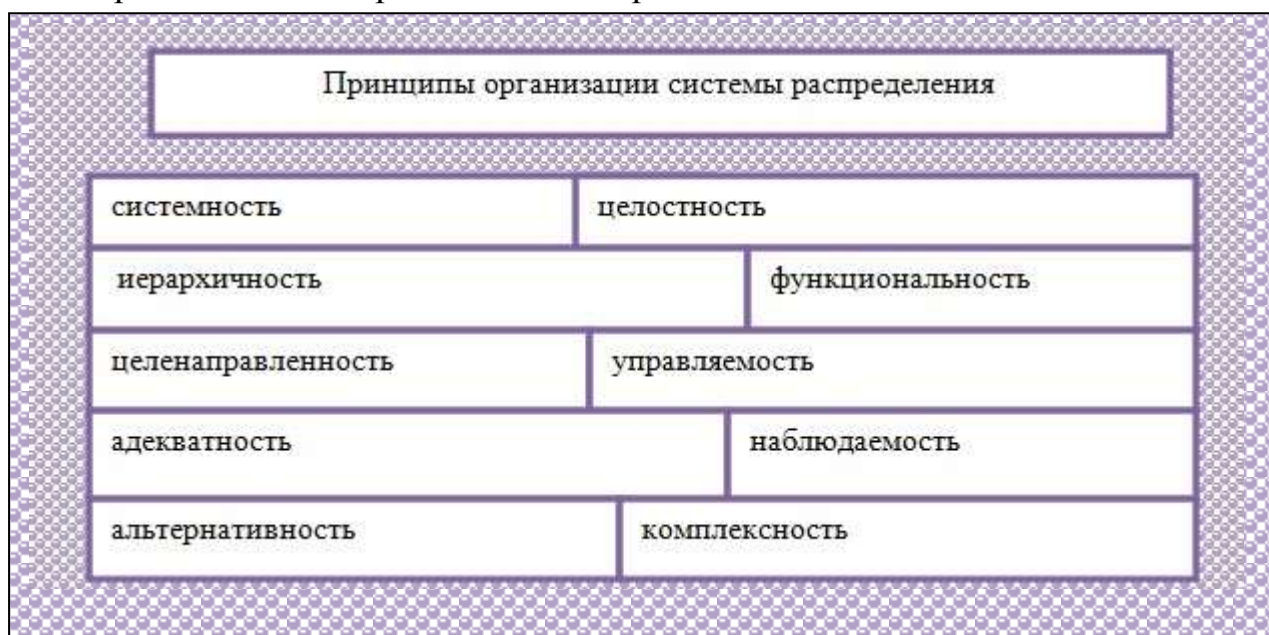 Принципы организации системы распределения
системность целостность
иерархичность функциональность
целенаправленность управляемость
адекватность наблюдаемость
альтернативность комплексность